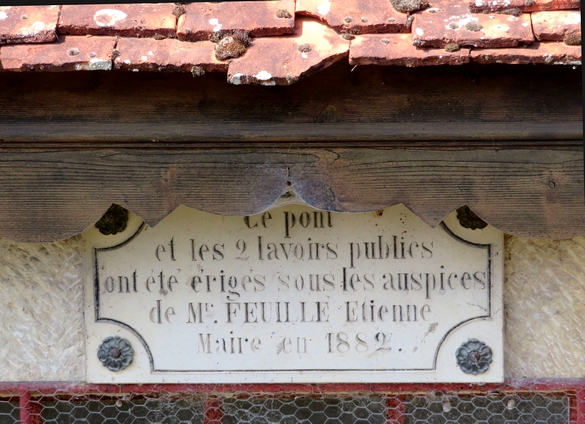 Ce pont
et les 2 lavoirs publics
ont été érigés sous les auspices
de Mr. FEUILLE Etienne
Maire en 1882.